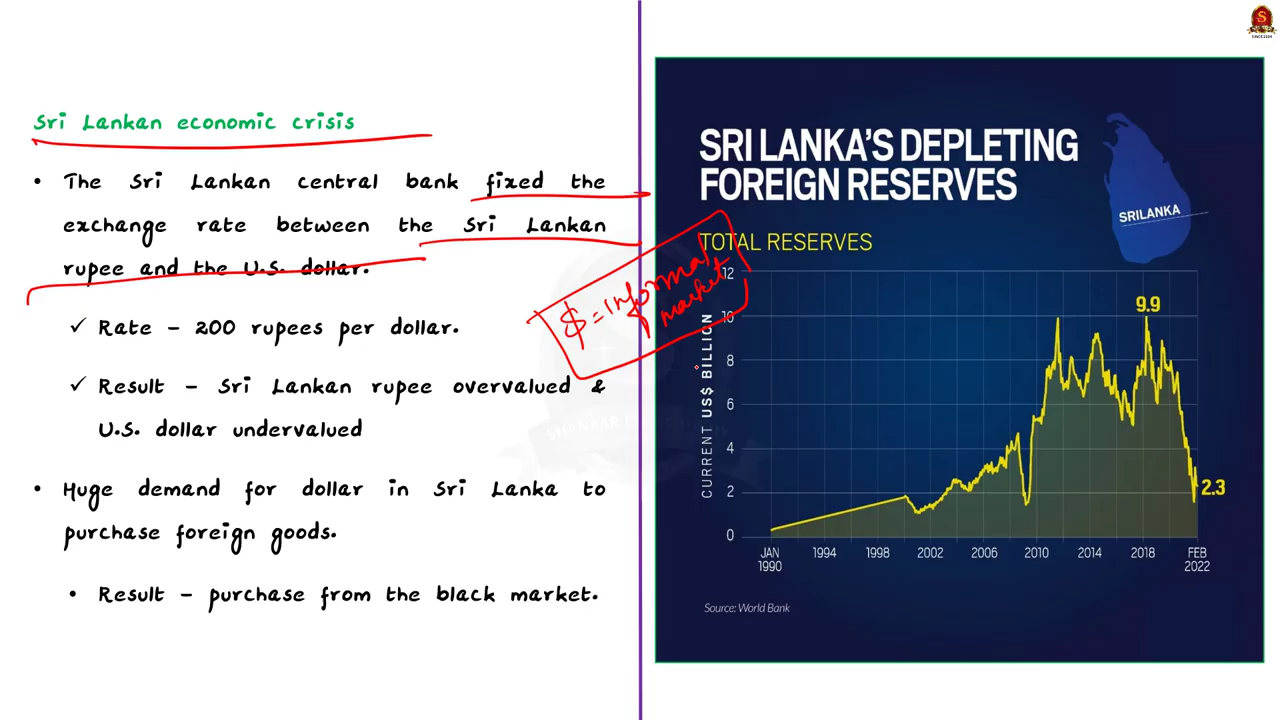 Sri Lankan economic crisis
• The Sri Lankan central bank fixed the
exchange rate between the Sri Lankan
rupee and the U.S. dollar.
✓ Rate – 200 rupees per dollar.
✓ Result – Sri Lankan rupee overvalued &
U.S. dollar undervalued
• Huge demand for dollar in Sri Lanka to
purchase foreign goods.
• Result – purchase from the black market.
$ = informal
market
SRI LANKA'S DEPLETING
FOREIGN RESERVES
SRILANKA
TOTAL RESERVES
CURRENT US$ BILLION
12
10
8
6
4
2
0
9.9
2.3
JAN 1990
1994
1998
2002
2006
2010
2014
2018
FEB 2022
Source: World Bank
S
SINCE 2004